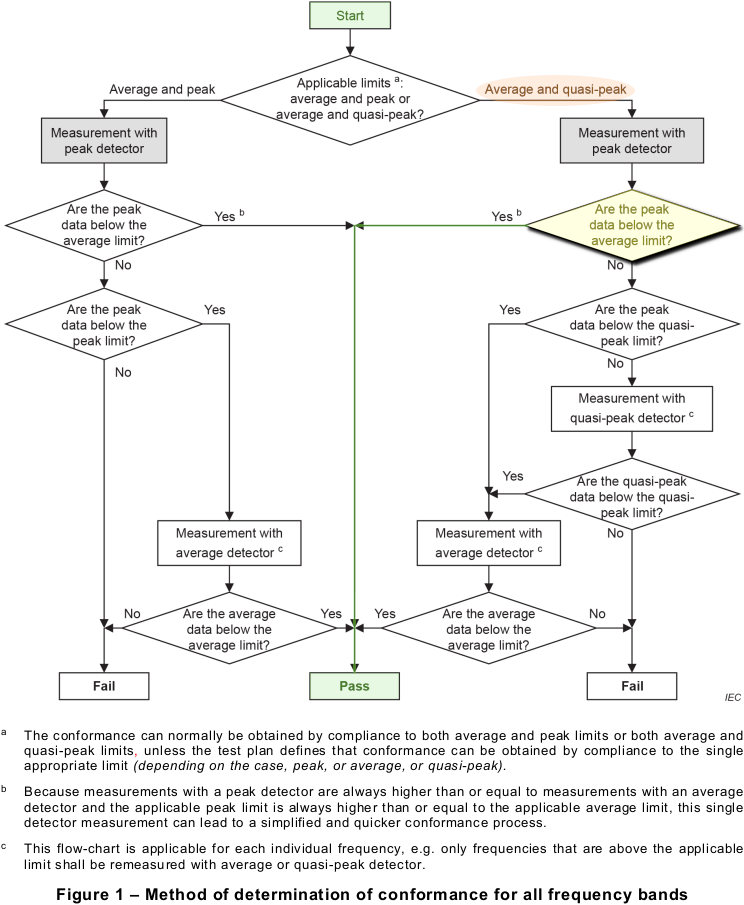 Start
Applicable limits a:
average and peak or
average and quasi-peak?
Average and peak
Average and quasi-peak
Measurement with
peak detector
Measurement with
peak detector
Are the peak
data below the
average limit?
Yes b
Yes b
Are the peak
data below the
average limit?
No
No
Are the peak
data below the
peak limit?
Yes
Yes
Are the peak
data below the quasi-
peak limit?
No
No
Measurement with
quasi-peak detector c
Yes
Are the quasi-peak
data below the quasi-
peak limit?
Measurement with
average detector c
Measurement with
average detector c
No
No
Are the average
data below the
average limit?
Yes
Yes
Are the average
data below the
average limit?
No
Fail
Pass
Fail
IEC
a The conformance can normally be obtained by compliance to both average and peak limits or both average and
quasi-peak limits, unless the test plan defines that conformance can be obtained by compliance to the single
appropriate limit (depending on the case, peak, or average, or quasi-peak).
b Because measurements with a peak detector are always higher than or equal to measurements with an average
detector and the applicable peak limit is always higher than or equal to the applicable average limit, this single
detector measurement can lead to a simplified and quicker conformance process.
c This flow-chart is applicable for each individual frequency, e.g. only frequencies that are above the applicable
limit shall be remeasured with average or quasi-peak detector.
Figure 1 – Method of determination of conformance for all frequency bands